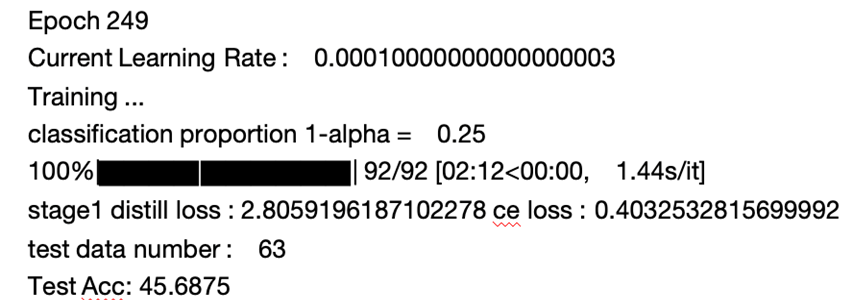 Epoch 249
Current Learning Rate :   0.000100000000000000003
Training ...
classification proportion 1-alpha =   0.25
100%| | 92/92 [02:12<00:00,   1.44s/it]
stage1 distill loss : 2.8059196187102278 ce loss : 0.4032532815699992
test data number :   63
Test Acc: 45.6875